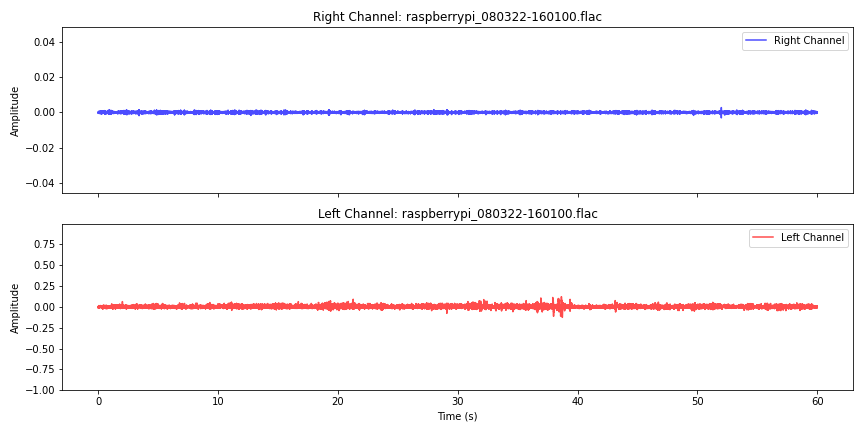 Right Channel: raspberrypi_080322-160100.flac
Right Channel
0.04
0.02
0.00
−0.02
−0.04
Amplitude
Left Channel: raspberrypi_080322-160100.flac
Left Channel
0.75
0.50
0.25
0.00
−0.25
−0.50
−0.75
−1.00
Amplitude
0 10 20 30 40 50 60
Time (s)